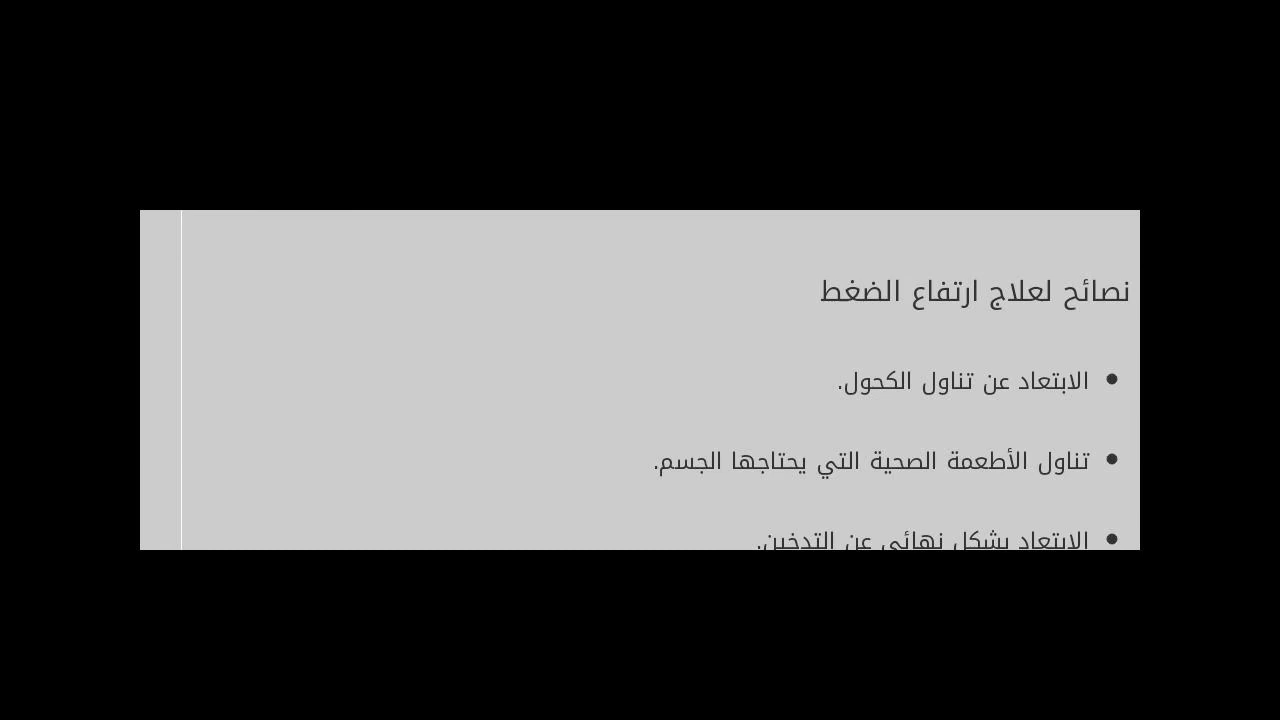 نصائح لعلاج ارتفاع الضغط
الابتعاد عن تناول الكحول.
تناول الأطعمة الصحية التي يحتاجها الجسم.
الابتعاد بشكل نهائي عن التدخين.